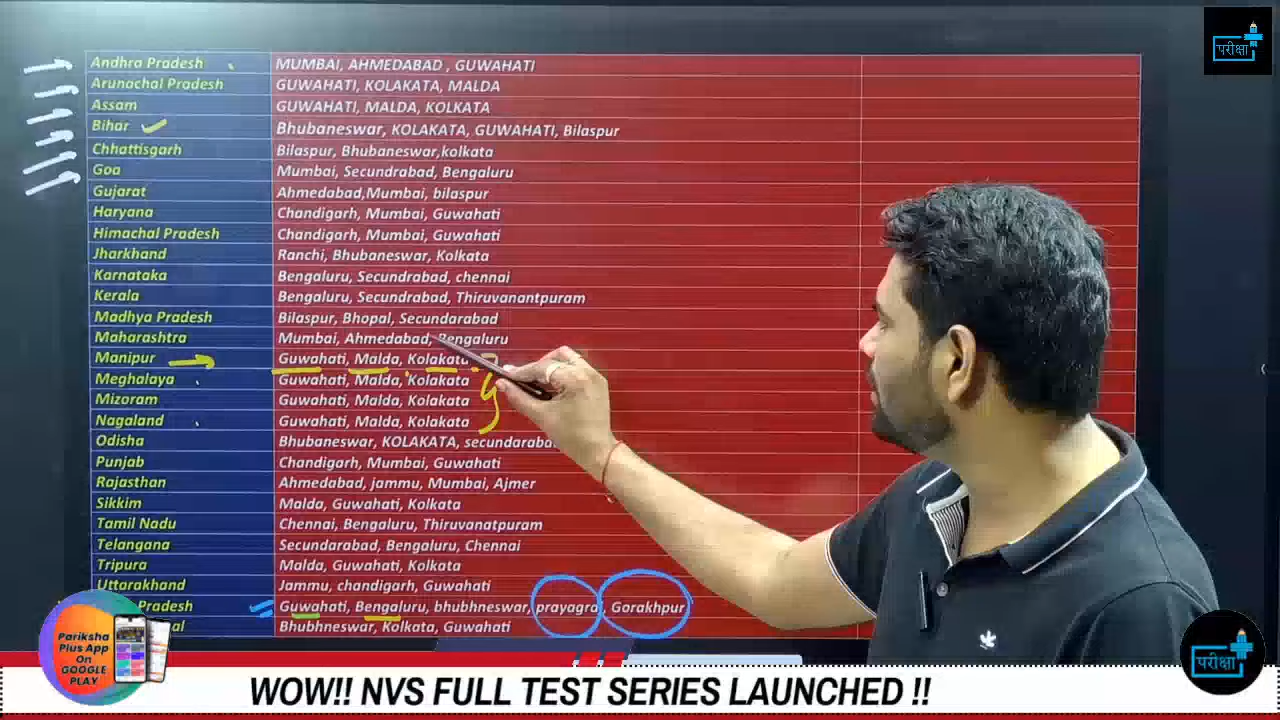 परीक्षा
Andhra Pradesh MUMBAI, AHMEDABAD , GUWAHATI
Arunachal Pradesh GUWAHATI, KOLAKATA, MALDA
Assam GUWAHATI, MALDA, KOLKATA
Bihar Bhubaneswar, KOLAKATA, GUWAHATI, Bilaspur
Chhattisgarh Bilaspur, Bhubaneswar,kolkata
Goa Mumbai, Secundrabad, Bengaluru
Gujarat Ahmedabad,Mumbai, bilaspur
Haryana Chandigarh, Mumbai, Guwahati
Himachal Pradesh Chandigarh, Mumbai, Guwahati
Jharkhand Ranchi, Bhubaneswar, Kolkata
Karnataka Bengaluru, Secundrabad, chennai
Kerala Bengaluru, Secundrabad, Thiruvanantpuram
Madhya Pradesh Bilaspur, Bhopal, Secundarabad
Maharashtra Mumbai, Ahmedabad, Bengaluru
Manipur Guwahati, Malda, Kolakata
Meghalaya Guwahati, Malda, Kolakata
Mizoram Guwahati, Malda, Kolakata
Nagaland Guwahati, Malda, Kolakata
Odisha Bhubaneswar, KOLAKATA,
Punjab Chandigarh, Mumbai, Guwahati
Rajasthan Ahmedabad, jammu, Mumbai, Ajmer
Sikkim Malda, Guwahati, Kolkata
Tamil Nadu Chennai, Bengaluru, Thiruvanatpuram
Telangana Secundarabad, Bengaluru, Chennai
Tripura Malda, Guwahati, Kolkata
Uttarakhand Jammu, chandigarh, Guwahati
Pradesh Guwahati, Bengaluru, bhubhneswar, prayagra, Gorakhpur
Bhubhneswar, Kolkata, Guwahati
Pariksha
Plus App
On
GOOGLE
PLAY
परीक्षा
WOW!! NVS FULL TEST SERIES LAUNCHED !!